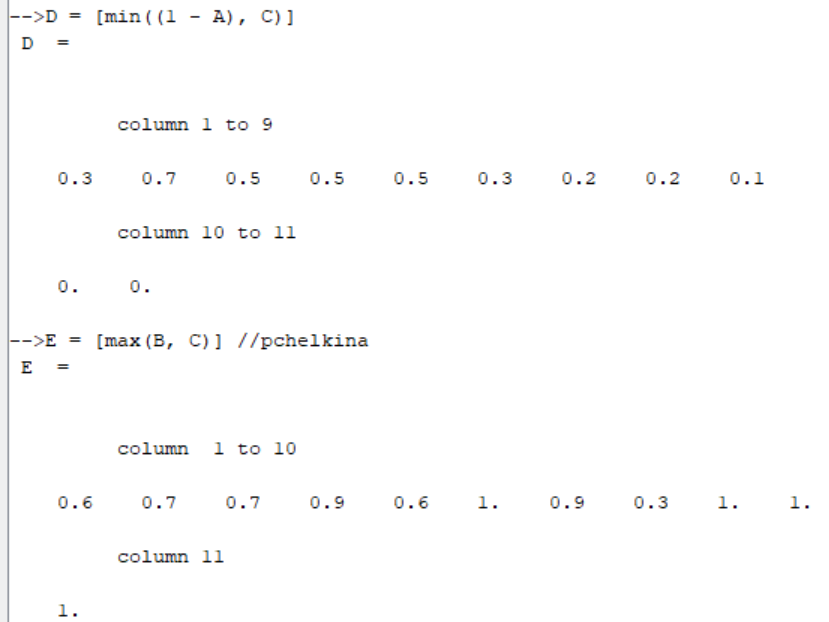 -->D = [min((1 - A), C)]
D =
column 1 to 9
0.3 0.7 0.5 0.5 0.5 0.3 0.2 0.2 0.1
column 10 to 11
0. 0.
-->E = [max(B, C)] //pchelkina
E =
column 1 to 10
0.6 0.7 0.7 0.9 0.6 1. 0.9 0.3 1. 1.
column 11
1.